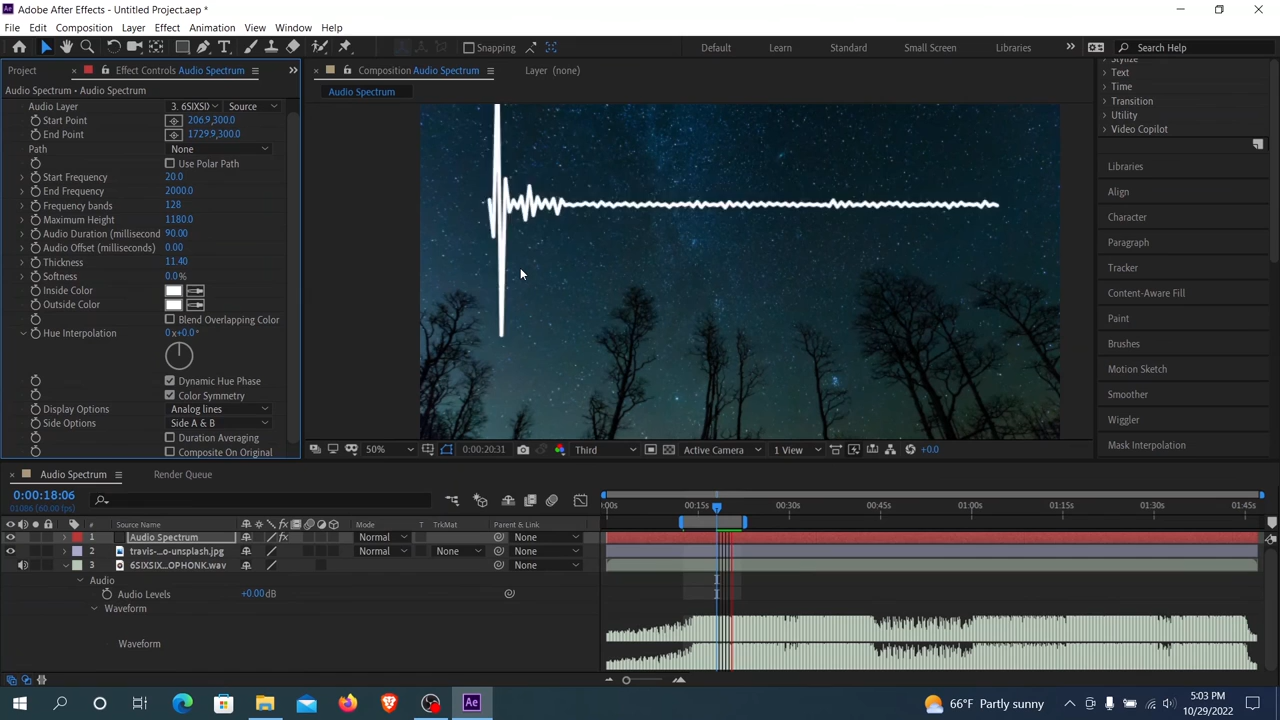 Adobe After Effects - Untitled Project.aep *
File Edit Composition Layer Effect Animation View Window Help
Snapping
Default Learn Standard Small Screen Libraries
Search Help
Project
Effect Controls Audio Spectrum
Composition Audio Spectrum
Layer (none)
Audio Spectrum • Audio Spectrum
Audio Spectrum
Audio Layer 3. 6SIXSI Source
Start Point 206.9,300.0
End Point 1729.9,300.0
Path None
Use Polar Path
Start Frequency 20.0
End Frequency 2000.0
Frequency bands 128
Maximum Height 1180.0
Audio Duration (millisecond 90.00
Audio Offset (milliseconds) 0.00
Thickness 11.40
Softness 0.0%
Inside Color
Outside Color
Blend Overlapping Color
Hue Interpolation 0x+0.0°
Dynamic Hue Phase
Color Symmetry
Display Options Analog lines
Side Options Side A & B
Duration Averaging
Composite On Original
Text
Time
Transition
Utility
Video Copilot
Libraries
Align
Character
Paragraph
Tracker
Content-Aware Fill
Paint
Brushes
Motion Sketch
Smoother
Wiggler
Mask Interpolation
50% 0:00:20:31 Third Active Camera 1 View +0.0
Audio Spectrum
Render Queue
0:00:18:06
01086 (60.00 fps)
# Source Name Mode T TrkMat Parent & Link
:00s 00:15s 00:30s 00:45s 01:00s 01:15s 01:30s 01:45s
1 Audio Spectrum Normal None
2 travis-...o-unsplash.jpg Normal None None
3 6SIXSIX...OPHONK.wav None
Audio
Audio Levels +0.00dB
Waveform
Waveform
66°F Partly sunny
5:03 PM
10/29/2022